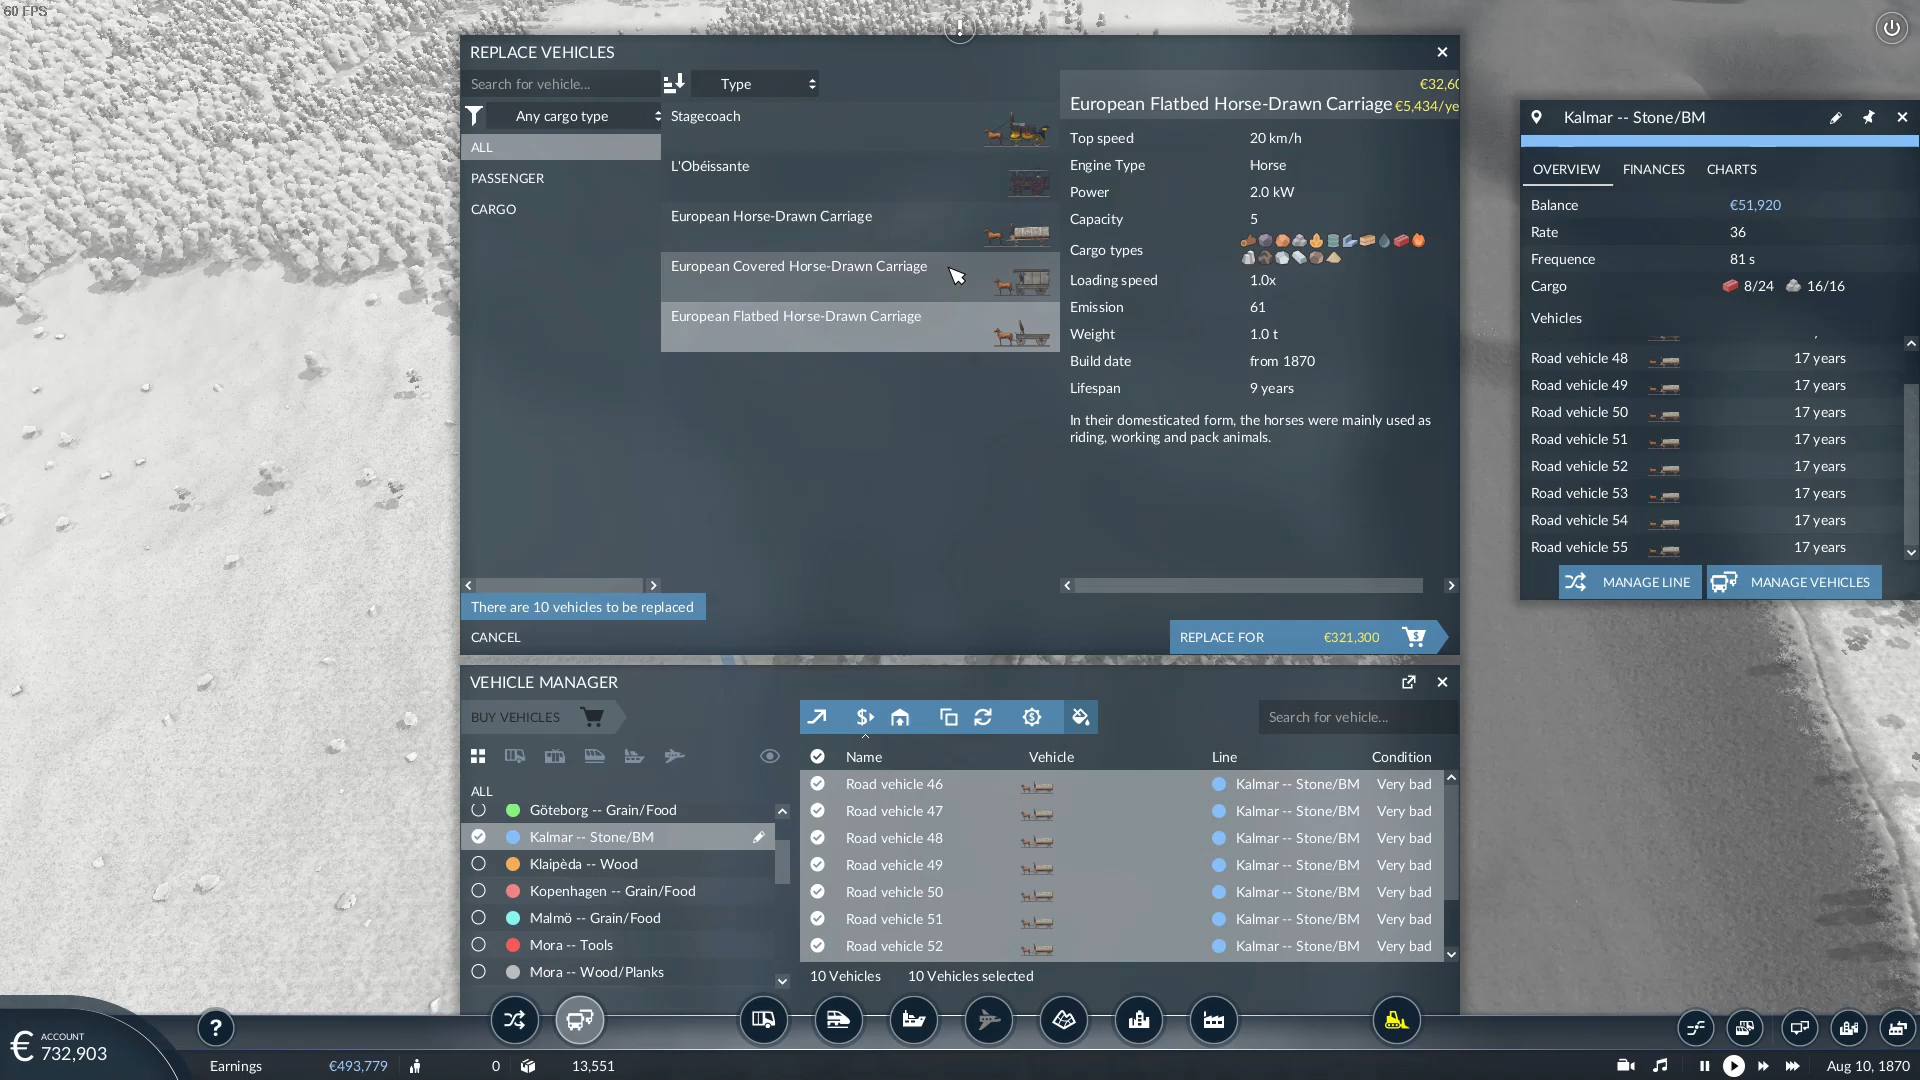 60 FPS
REPLACE VEHICLES
Search for vehicle...
Type
Any cargo type
ALL
PASSENGER
CARGO
Stagecoach
L'Obéissante
European Horse-Drawn Carriage
European Covered Horse-Drawn Carriage
European Flatbed Horse-Drawn Carriage
€32,60
European Flatbed Horse-Drawn Carriage €5,434/ye
Top speed 20 km/h
Engine Type Horse
Power 2.0 kW
Capacity 5
Cargo types
Loading speed 1.0x
Emission 61
Weight 1.0 t
Build date from 1870
Lifespan 9 years
In their domesticated form, the horses were mainly used as
riding, working and pack animals.
There are 10 vehicles to be replaced
CANCEL
REPLACE FOR €321,300
Kalmar -- Stone/BM
OVERVIEW FINANCES CHARTS
Balance €51,920
Rate 36
Frequence 81 s
Cargo 8/24 16/16
Vehicles
Road vehicle 48 17 years
Road vehicle 49 17 years
Road vehicle 50 17 years
Road vehicle 51 17 years
Road vehicle 52 17 years
Road vehicle 53 17 years
Road vehicle 54 17 years
Road vehicle 55 17 years
MANAGE LINE MANAGE VEHICLES
VEHICLE MANAGER
BUY VEHICLES
Search for vehicle...
ALL
Göteborg -- Grain/Food
Kalmar -- Stone/BM
Klaipėda -- Wood
Kopenhagen -- Grain/Food
Malmö -- Grain/Food
Mora -- Tools
Mora -- Wood/Planks
Name Vehicle Line Condition
Road vehicle 46 Kalmar -- Stone/BM Very bad
Road vehicle 47 Kalmar -- Stone/BM Very bad
Road vehicle 48 Kalmar -- Stone/BM Very bad
Road vehicle 49 Kalmar -- Stone/BM Very bad
Road vehicle 50 Kalmar -- Stone/BM Very bad
Road vehicle 51 Kalmar -- Stone/BM Very bad
Road vehicle 52 Kalmar -- Stone/BM Very bad
10 Vehicles 10 Vehicles selected
€ ACCOUNT
732,903
?
Earnings €493,779 0 13,551
Aug 10, 1870